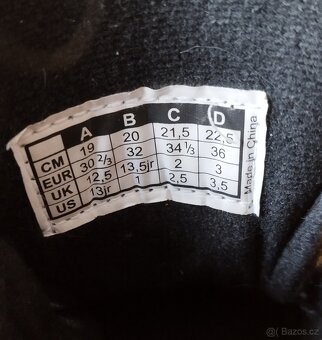 A B C (D
CM 19 20 21,5 22,5
EUR 30 2/3 32 34 1/3 36
UK 12,5 13,5jr 2 3
US 13jr 1 2,5 3,5
Made in China
© Bazos.cz